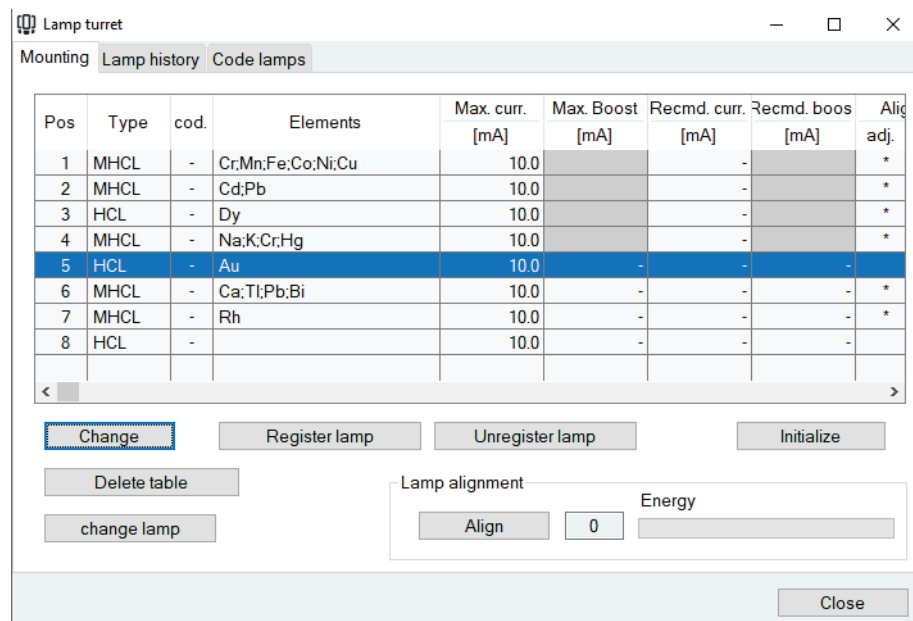 Lamp turret
Mounting Lamp history Code lamps
Pos Type cod. Elements Max. curr. [mA] Max. Boost [mA] Recmd. curr. [mA] Recmd. boos [mA] Alig adj.
1 MHCL - Cr;Mn;Fe;Co;Ni;Cu 10.0 - *
2 MHCL - Cd;Pb 10.0 - *
3 HCL - Dy 10.0 - *
4 MHCL - Na;K;Cr;Hg 10.0 - *
5 HCL - Au 10.0 - - -
6 MHCL - Ca;Tl;Pb;Bi 10.0 - - - *
7 MHCL - Rh 10.0 - - - *
8 HCL - 10.0 - - -
Change Register lamp Unregister lamp Initialize
Delete table
change lamp
Lamp alignment
Align 0 Energy
Close